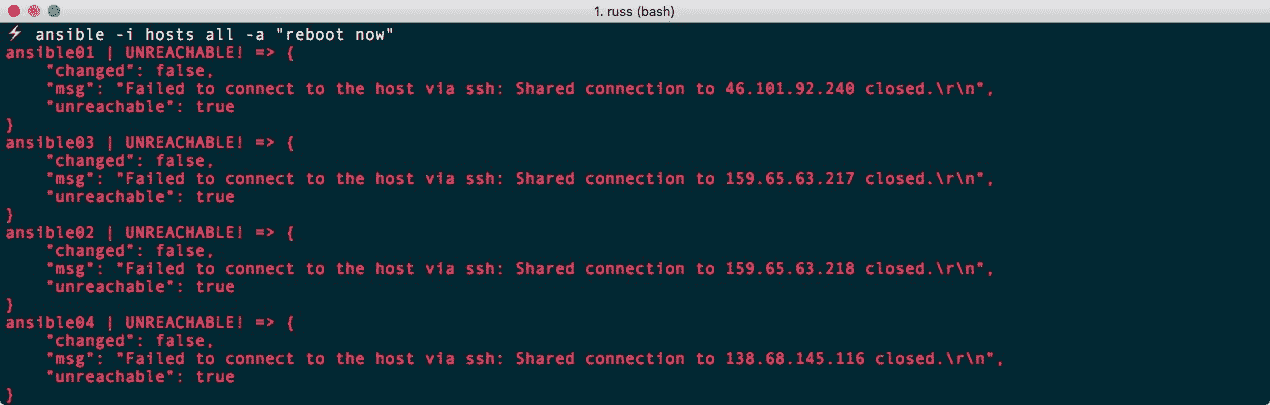 1. russ (bash)
⚡ ansible -i hosts all -a "reboot now"
ansible01 | UNREACHABLE! => {
    "changed": false,
    "msg": "Failed to connect to the host via ssh: Shared connection to 46.101.92.240 closed.\r\n",
    "unreachable": true
}
ansible03 | UNREACHABLE! => {
    "changed": false,
    "msg": "Failed to connect to the host via ssh: Shared connection to 159.65.63.217 closed.\r\n",
    "unreachable": true
}
ansible02 | UNREACHABLE! => {
    "changed": false,
    "msg": "Failed to connect to the host via ssh: Shared connection to 159.65.63.218 closed.\r\n",
    "unreachable": true
}
ansible04 | UNREACHABLE! => {
    "changed": false,
    "msg": "Failed to connect to the host via ssh: Shared connection to 138.68.145.116 closed.\r\n",
    "unreachable": true
}